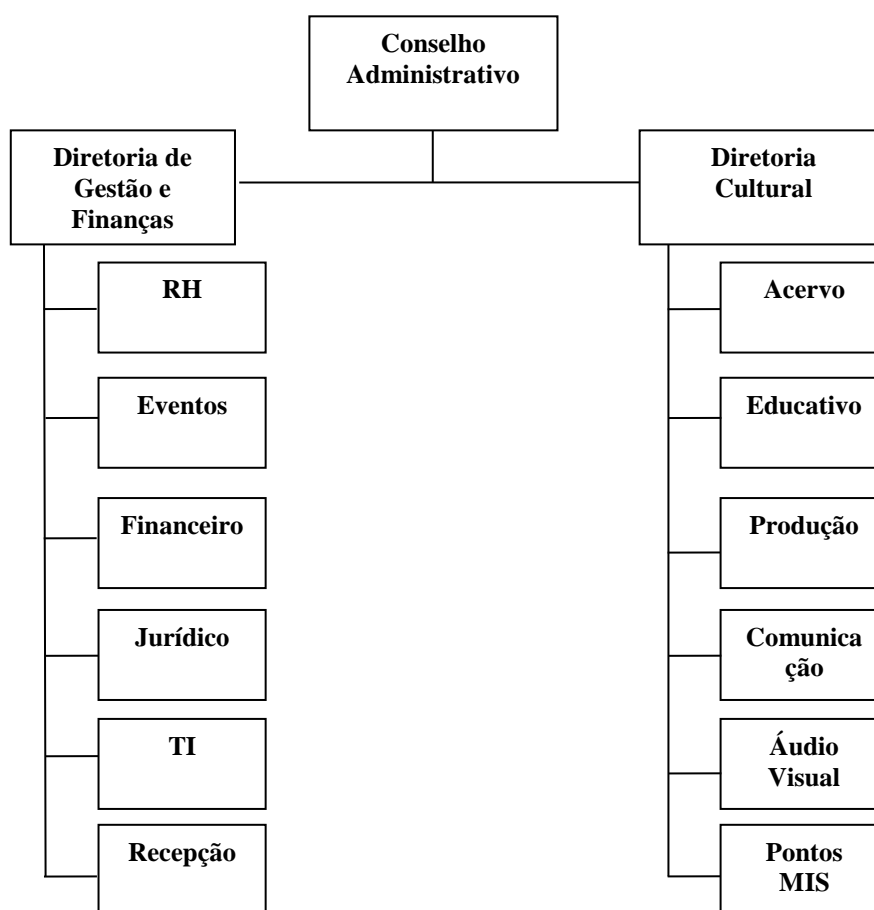 Conselho
Administrativo
Diretoria de
Gestão e
Finanças
Diretoria
Cultural
RH
Eventos
Financeiro
Jurídico
TI
Recepção
Acervo
Educativo
Produção
Comunica
ção
Áudio
Visual
Pontos
MIS